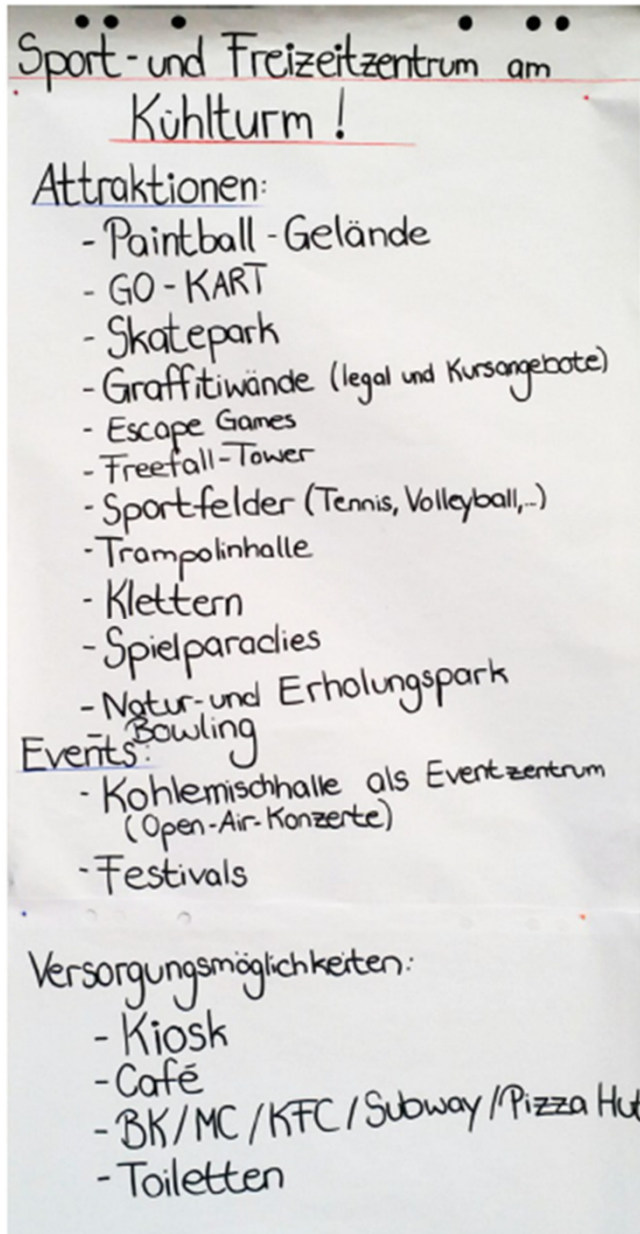 Sport- und Freizeitzentrum am
Kühlturm !
Attraktionen:
- Paintball - Gelände
- GO - KART
- Skatepark
- Graffitiwände (legal und Kursangebote)
- Escape Games
- Freefall-Tower
- Sportfelder (Tennis, Volleyball,..)
- Trampolinhalle
- Klettern
- Spielparadies
- Natur- und Erholungspark
- Bowling
Events:
- Kohlemischhalle als Eventzentrum
(Open-Air-Konzerte)
- Festivals
Versorgungsmöglichkeiten:
- Kiosk
- Café
- BK/MC/KFC/Subway/Pizza Hut
- Toiletten